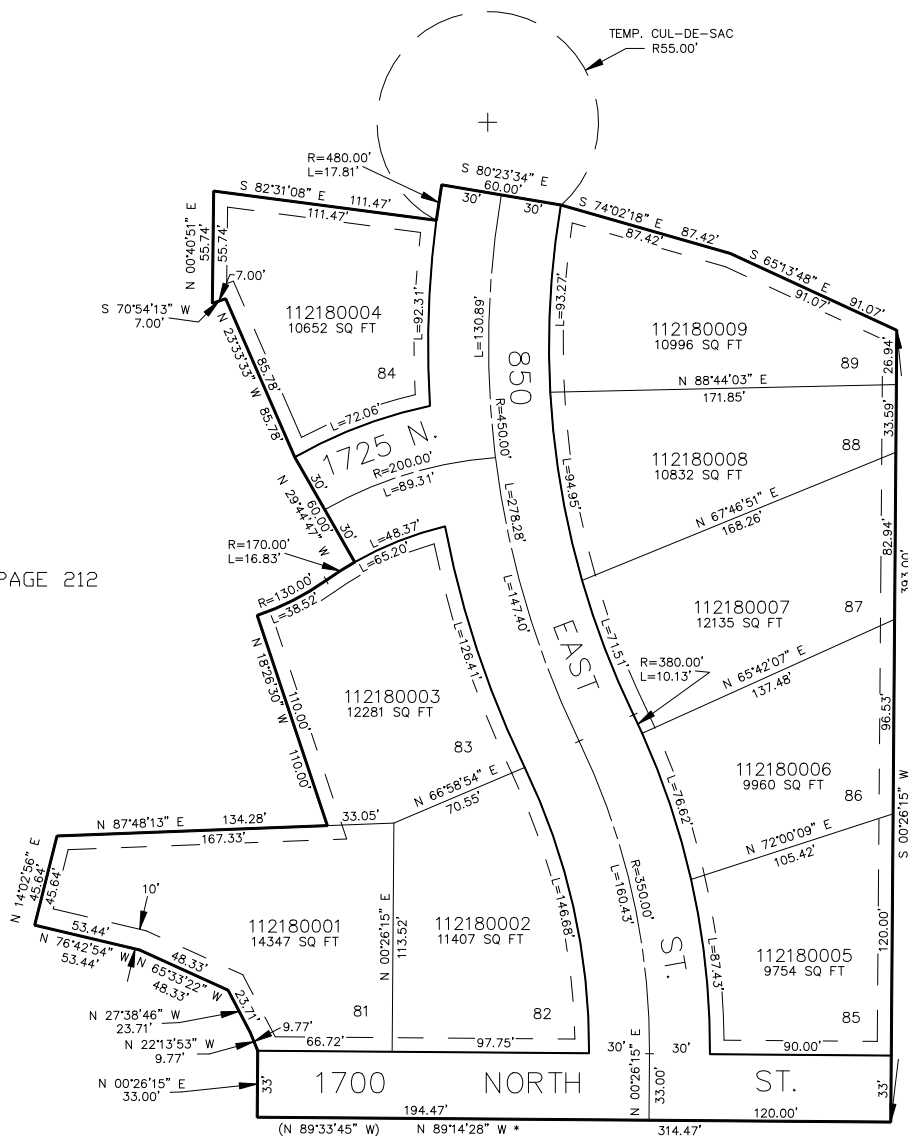 TEMP. CUL-DE-SAC
R55.00'
R=480.00'
L=17.81'
S 80°23'34" E
60.00'
30'
30'
S 82°31'08" E
111.47'
111.47'
S 74°02'18" E
87.42'
87.42'
S 65°13'48" E
91.07'
91.07'
N 00°40'51" E
55.74'
55.74'
7.00'
S 70°54'13" W
7.00'
112180004
10652 SQ FT
84
L=92.31'
L=130.89'
L=93.27'
850
112180009
10996 SQ FT
89
26.94'
N 23°33'33" W
85.78'
85.78'
L=72.06'
N 88°44'03" E
171.85'
33.59'
1725 N.
R=200.00'
L=89.31'
R=450.00'
L=278.28'
112180008
10832 SQ FT
88
L=94.95'
N 67°46'51" E
168.26'
82.94'
30'
60.00'
30'
N 29°44'47" W
L=48.37'
L=65.20'
R=170.00'
L=16.83'
R=130.00'
L=38.52'
PAGE 212
393.00'
L=147.40'
EAST
112180007
12135 SQ FT
87
L=71.51'
N 65°42'07" E
137.48'
R=380.00'
L=10.13'
96.53'
N 18°26'30" W
110.00'
110.00'
112180003
12281 SQ FT
83
L=126.41'
112180006
9960 SQ FT
86
L=76.62'
N 66°58'54" E
70.55'
N 72°00'09" E
105.42'
S 00°26'15" W
N 87°48'13" E
134.28'
33.05'
167.33'
N 14°02'56" E
45.64'
45.64'
10'
53.44'
N 76°42'54" W
53.44'
48.33'
N 65°33'22" W
48.33'
112180001
14347 SQ FT
81
N 00°26'15" E
113.52'
112180002
11407 SQ FT
82
L=146.68'
R=350.00'
L=160.43'
ST.
L=87.43'
112180005
9754 SQ FT
85
120.00'
N 27°38'46" W
23.71'
23.71'
N 22°13'53" W
9.77'
9.77'
66.72'
97.75'
30'
30'
90.00'
N 00°26'15" E
33.00'
33'
1700 NORTH ST.
N 00°26'15" E
33.00'
33'
194.47'
120.00'
(N 89°33'45" W)
N 89°14'28" W *
314.47'